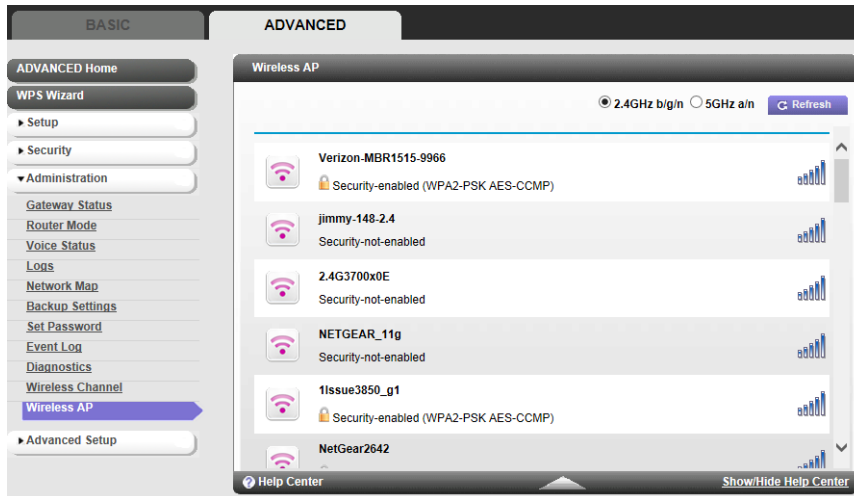 BASIC
ADVANCED
ADVANCED Home
WPS Wizard
Setup
Security
Administration
Gateway Status
Router Mode
Voice Status
Logs
Network Map
Backup Settings
Set Password
Event Log
Diagnostics
Wireless Channel
Wireless AP
Advanced Setup
Wireless AP
2.4GHz b/g/n 5GHz a/n Refresh
Verizon-MBR1515-9966
Security-enabled (WPA2-PSK AES-CCMP)
jimmy-148-2.4
Security-not-enabled
2.4G3700x0E
Security-not-enabled
NETGEAR_11g
Security-not-enabled
1Issue3850_g1
Security-enabled (WPA2-PSK AES-CCMP)
NetGear2642
Help Center
Show/Hide Help Center